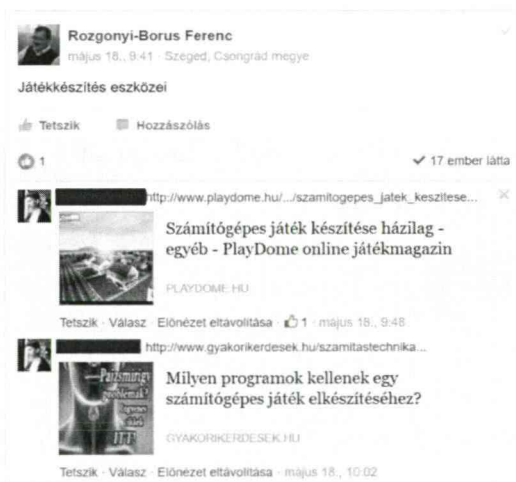 Rozgonyi-Borus Ferenc
május 18., 9:41 · Szeged, Csongrád megye
Játékkészítés eszközei
Tetszik Hozzászólás
1 17 ember látta
http://www.playdome.hu/.../szamitogepes_jatek_keszitese...
Számítógépes játék készítése házilag -
egyéb - PlayDome online játékmagazin
PLAYDOME.HU
Tetszik · Válasz · Előnézet eltávolítása · 1 · május 18., 9:48
http://www.gyakorikerdesek.hu/szamitastechnika...
Pajzsmirigy
problémák?
ITT!
Milyen programok kellenek egy
számítógépes játék elkészítéséhez?
GYAKORIKERDESEK.HU
Tetszik · Válasz · Előnézet eltávolítása · május 18., 10:02